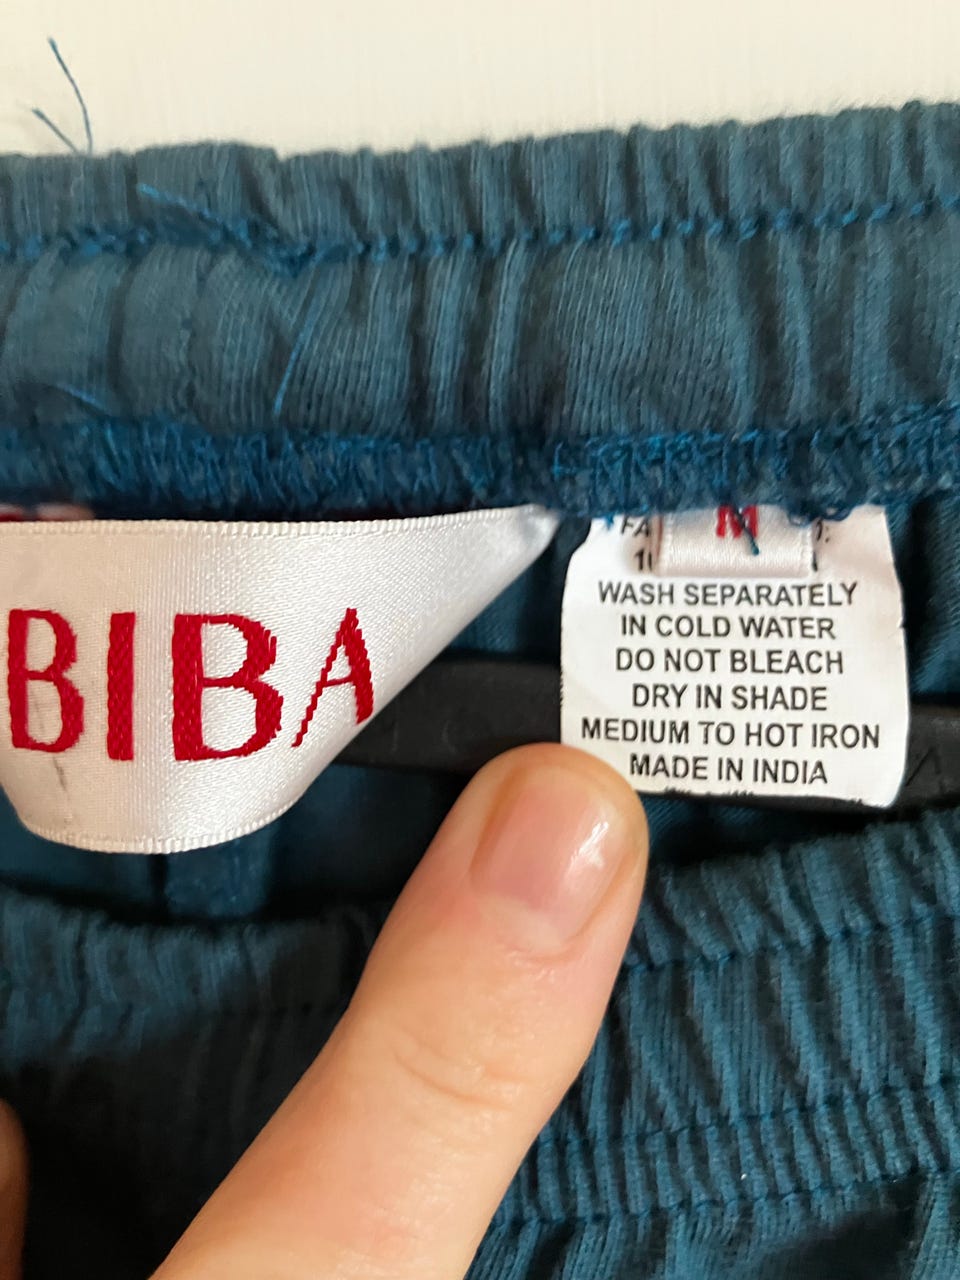 BIBA
M
WASH SEPARATELY
IN COLD WATER
DO NOT BLEACH
DRY IN SHADE
MEDIUM TO HOT IRON
MADE IN INDIA